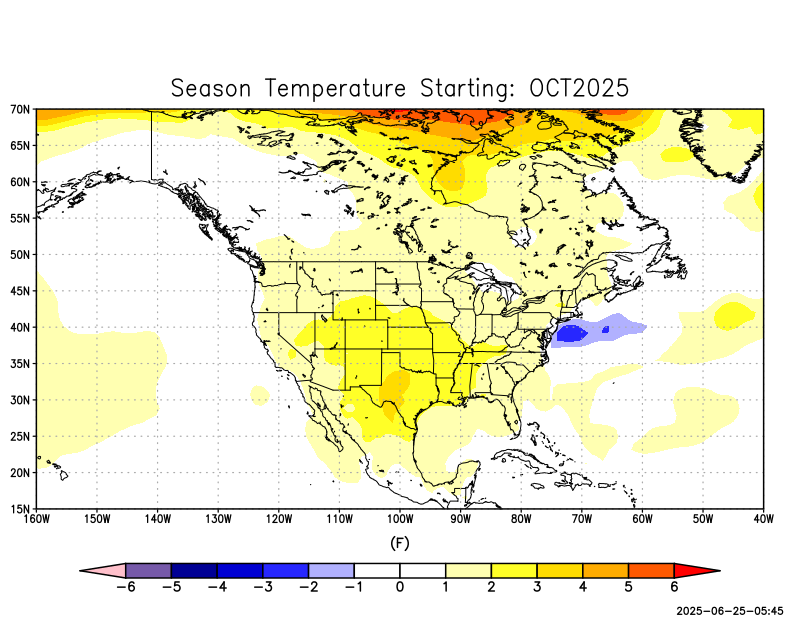 Season Temperature Starting: OCT2025
70N
65N
60N
55N
50N
45N
40N
35N
30N
25N
20N
15N
160W 150W 140W 130W 120W 110W 100W 90W 80W 70W 60W 50W 40W
(F)
−6 −5 −4 −3 −2 −1 0 1 2 3 4 5 6
2025-06-25-05:45